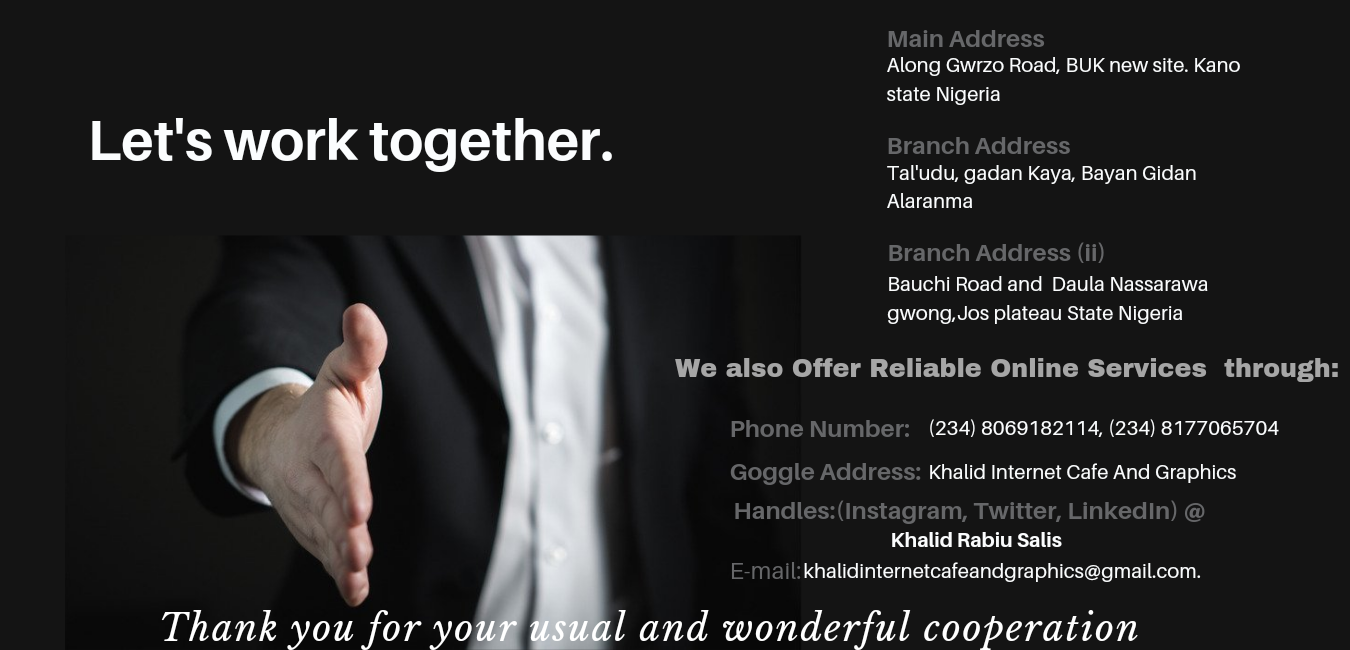 Let's work together.
Main Address
Along Gwrzo Road, BUK new site. Kano
state Nigeria
Branch Address
Tal'udu, gadan Kaya, Bayan Gidan
Alaranma
Branch Address (ii)
Bauchi Road and  Daula Nassarawa
gwong,Jos plateau State Nigeria
We also Offer Reliable Online Services  through:
Phone Number: (234) 8069182114, (234) 8177065704
Goggle Address: Khalid Internet Cafe And Graphics
Handles:(Instagram, Twitter, LinkedIn) @
Khalid Rabiu Salis
E-mail:khalidinternetcafeandgraphics@gmail.com.
Thank you for your usual and wonderful cooperation